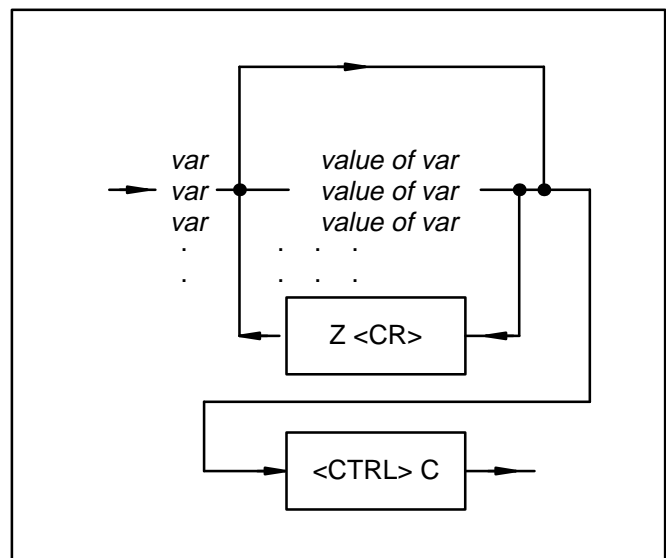 var value of var
var value of var
var value of var
. . . .
. . . .
Z <CR>
<CTRL> C